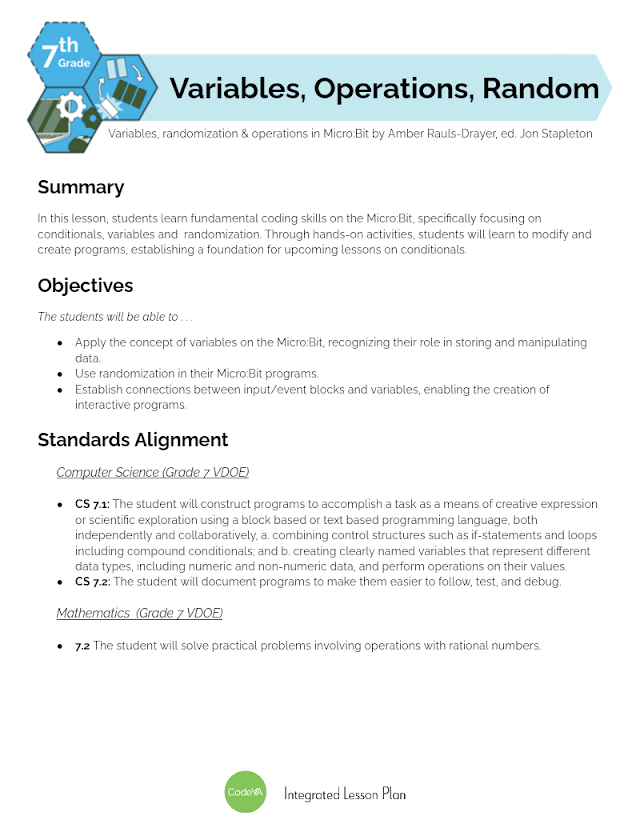 7th
Grade
Variables, Operations, Random
Variables, randomization & operations in Micro:Bit by Amber Rauls-Drayer, ed. Jon Stapleton
Summary
In this lesson, students learn fundamental coding skills on the Micro:Bit, specifically focusing on
conditionals, variables and  randomization. Through hands-on activities, students will learn to modify and
create programs, establishing a foundation for upcoming lessons on conditionals.
Objectives
The students will be able to . . .
● Apply the concept of variables on the Micro:Bit, recognizing their role in storing and manipulating
data.
● Use randomization in their Micro:Bit programs.
● Establish connections between input/event blocks and variables, enabling the creation of
interactive programs.
Standards Alignment
Computer Science (Grade 7 VDOE)
● CS 7.1: The student will construct programs to accomplish a task as a means of creative expression
or scientific exploration using a block based or text based programming language, both
independently and collaboratively, a. combining control structures such as if-statements and loops
including compound conditionals; and b. creating clearly named variables that represent different
data types, including numeric and non-numeric data, and perform operations on their values.
● CS 7.2: The student will document programs to make them easier to follow, test, and debug.
Mathematics  (Grade 7 VDOE)
● 7.2 The student will solve practical problems involving operations with rational numbers.
CodeVA
Integrated Lesson Plan